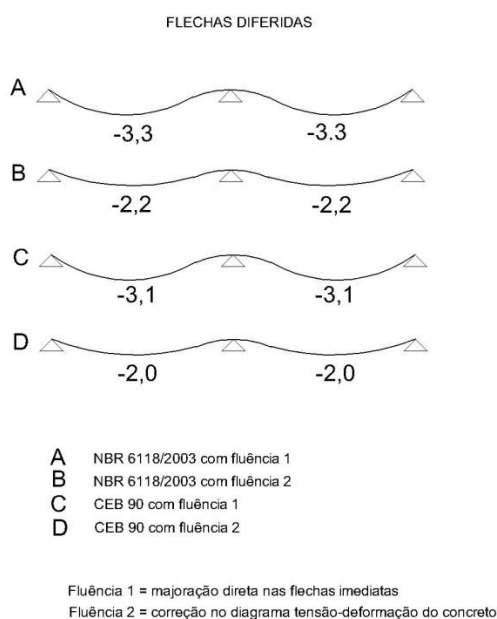 FLECHAS DIFERIDAS
A
-3,3 -3.3
B
-2,2 -2,2
C
-3,1 -3,1
D
-2,0 -2,0
A NBR 6118/2003 com fluência 1
B NBR 6118/2003 com fluência 2
C CEB 90 com fluência 1
D CEB 90 com fluência 2
Fluência 1 = majoração direta nas flechas imediatas
Fluência 2 = correção no diagrama tensão-deformação do concreto